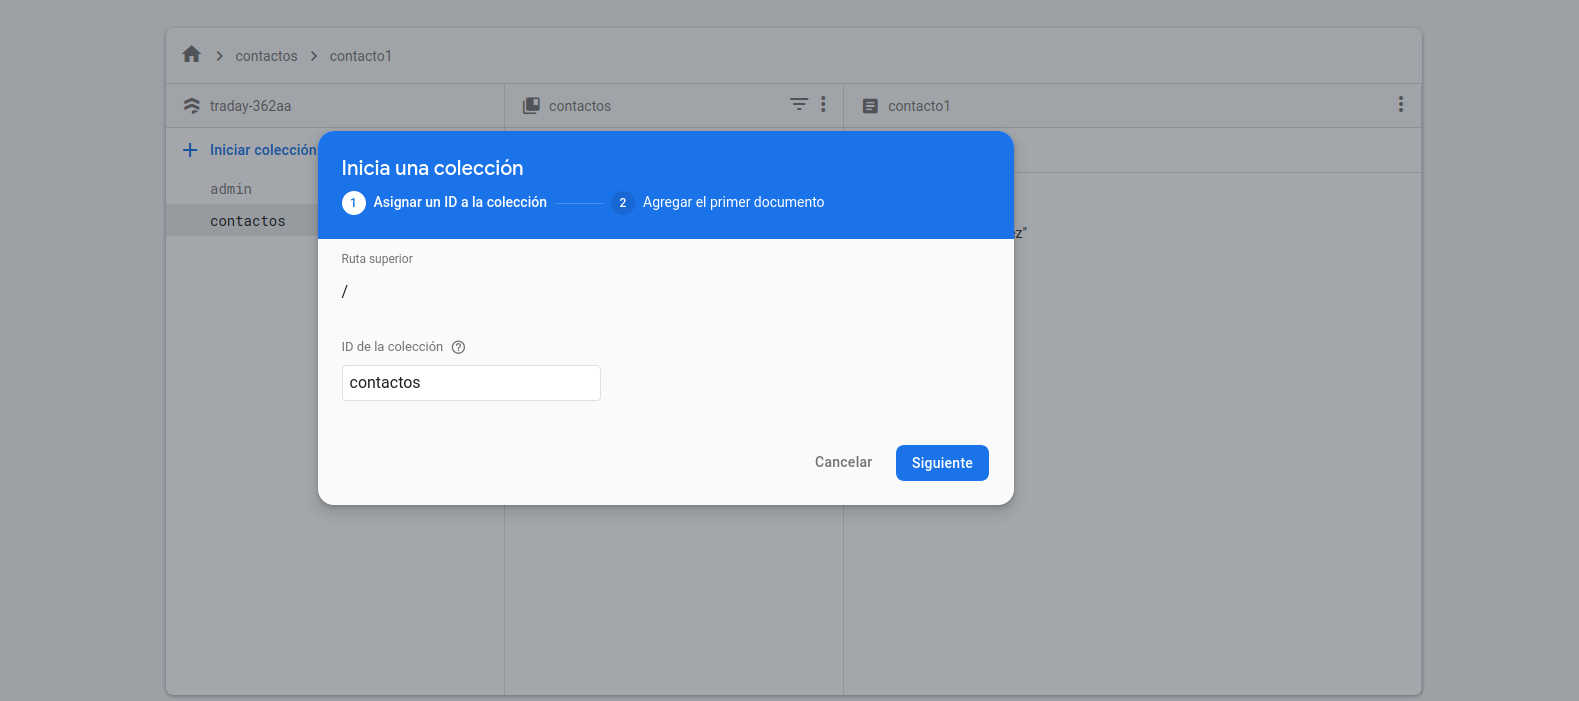 contactos
contacto1
traday-362aa
contactos
contacto1
Iniciar colección
admin
contactos
Inicia una colección
1 Asignar un ID a la colección
2 Agregar el primer documento
ez"
Ruta superior
/
ID de la colección
contactos
Cancelar
Siguiente